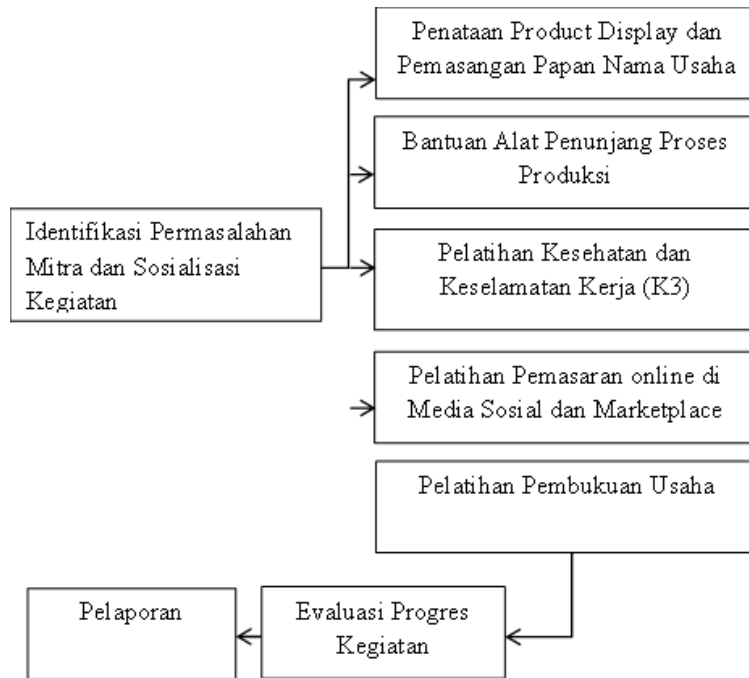 Penataan Product Display dan
Pemasangan Papan Nama Usaha
Bantuan Alat Penunjang Proses
Produksi
Identifikasi Permasalahan
Mitra dan Sosialisasi
Kegiatan
Pelatihan Kesehatan dan
Keselamatan Kerja (K3)
Pelatihan Pemasaran online di
Media Sosial dan Marketplace
Pelatihan Pembukuan Usaha
Pelaporan
Evaluasi Progres
Kegiatan